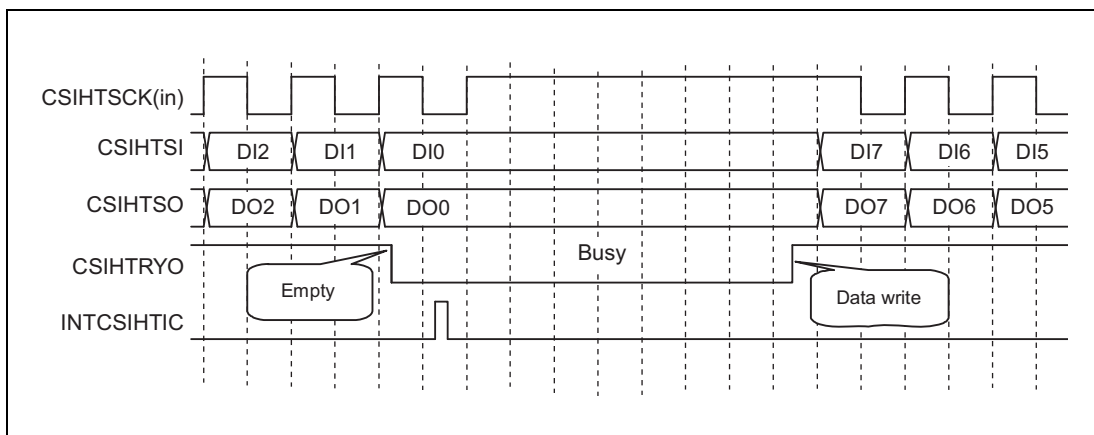 CSIHTSCK(in)
CSIHTSI DI2 DI1 DI0 DI7 DI6 DI5
CSIHTSO DO2 DO1 DO0 DO7 DO6 DO5
CSIHTRYO Busy
Empty Data write
INTCSIHTIC